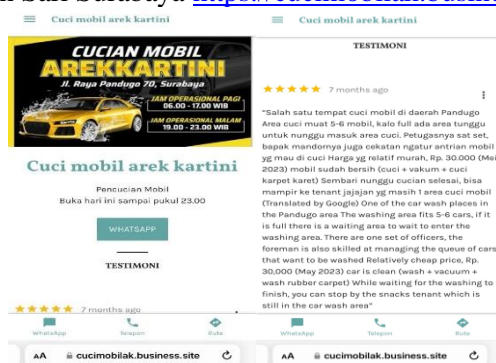 Sari Surabaya https://cucimobilak.busine
Cuci mobil arek kartini
CUCIAN MOBIL
AREKKARTINI
Jl. Raya Pandugo 70, Surabaya
JAM OPERASIONAL PAGI
06.00 - 17.00 WIB
JAM OPERASIONAL MALAM
19.00 - 23.00 WIB
Cuci mobil arek kartini
Pencucian Mobil
Buka hari ini sampai pukul 23.00
WHATSAPP
TESTIMONI
7 months ago
WhatsApp
Telepon
Rute
AA cucimobilak.business.site
Cuci mobil arek kartini
TESTIMONI
7 months ago
"Salah satu tempat cuci mobil di daerah Pandugo
Area cuci muat 5-6 mobil, kalo full ada area tunggu
untuk nunggu masuk area cuci. Petugasnya sat set,
bapak mandornya juga cekatan ngatur antrian mobil
yg mau di cuci Harga yg relatif murah, Rp. 30.000 (Mei
2023) mobil sudah bersih (cuci + vakum + cuci
karpet karet) Sembari nunggu cucian selesai, bisa
mampir ke tenant jajajan yg masih 1 area cuci mobil
(Translated by Google) One of the car wash places in
the Pandugo area The washing area fits 5-6 cars, if it
is full there is a waiting area to wait to enter the
washing area. There are one set of officers, the
foreman is also skilled at managing the queue of cars
that want to be washed Relatively cheap price, Rp.
30,000 (May 2023) car is clean (wash + vacuum +
wash rubber carpet) While waiting for the washing to
finish, you can stop by the snacks tenant which is
still in the car wash area"
WhatsApp
Telepon
Rute
AA cucimobilak.business.site